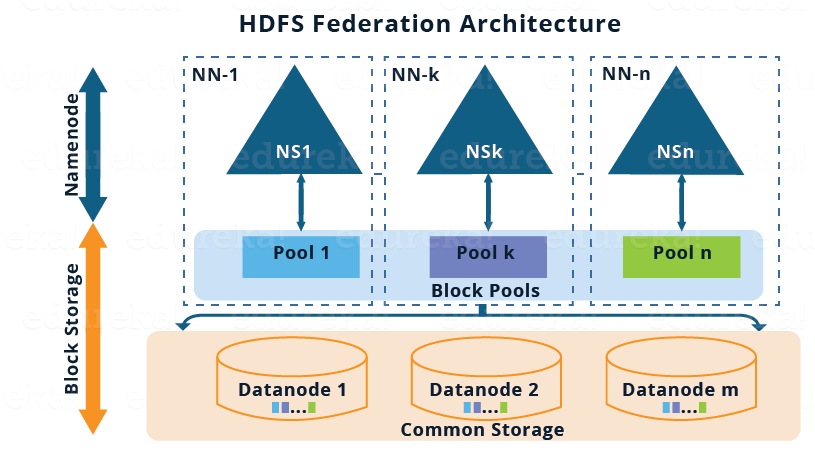 HDFS Federation Architecture
NN-1
NN-k
NN-n
Namenode
NS1
NSk
NSn
Pool 1
Pool k
Pool n
Block Pools
Block Storage
Datanode 1
...
Datanode 2
...
Datanode m
...
Common Storage
edureka!